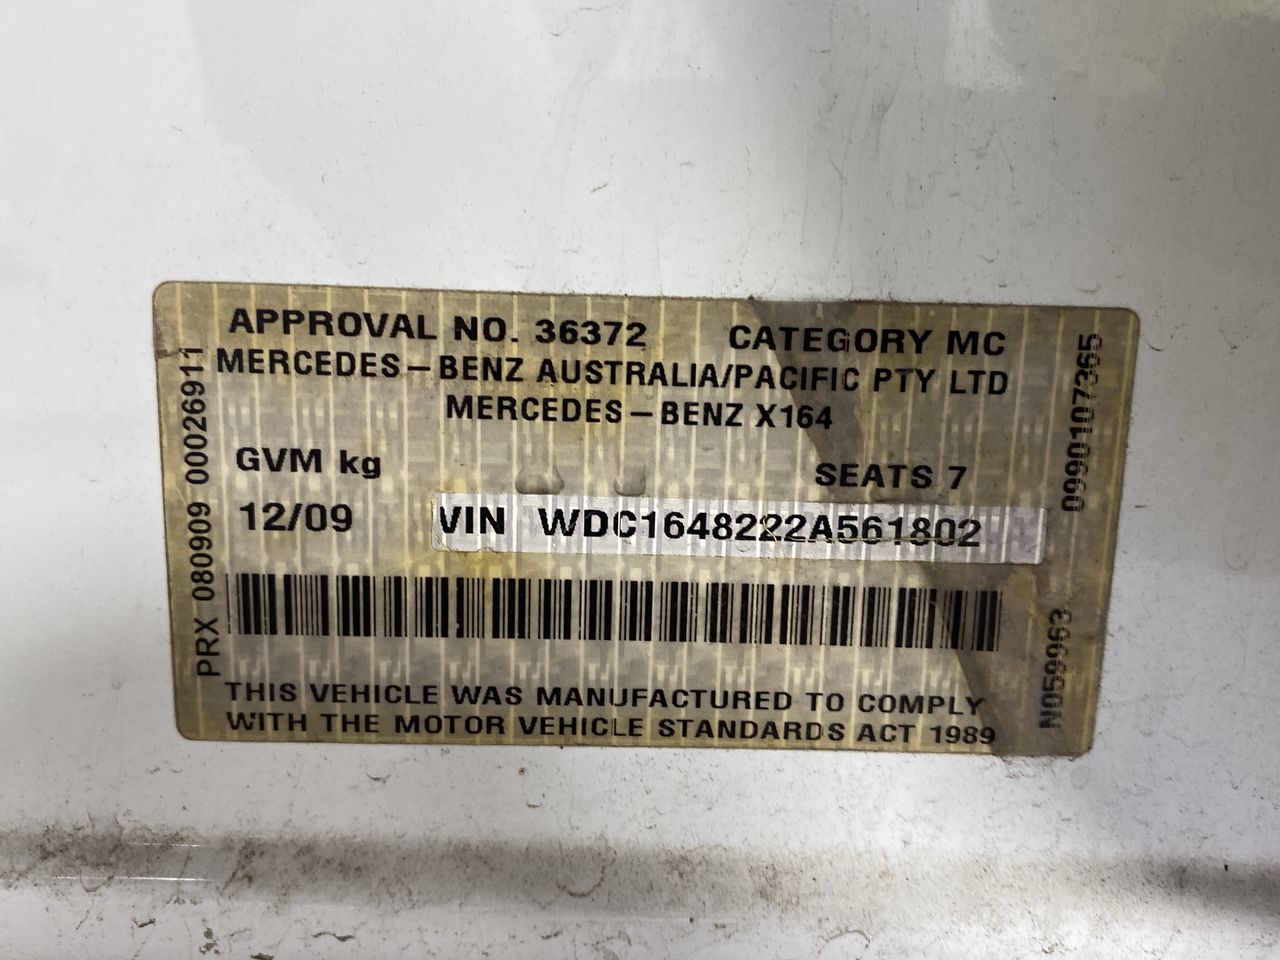 APPROVAL NO. 36372 CATEGORY MC
MERCEDES-BENZ AUSTRALIA/PACIFIC PTY LTD
MERCEDES-BENZ X164
GVM kg SEATS 7
12/09 VIN WDC1648222A561802
THIS VEHICLE WAS MANUFACTURED TO COMPLY
WITH THE MOTOR VEHICLE STANDARDS ACT 1989
PRX 080909 00026911
N059963 0990107365